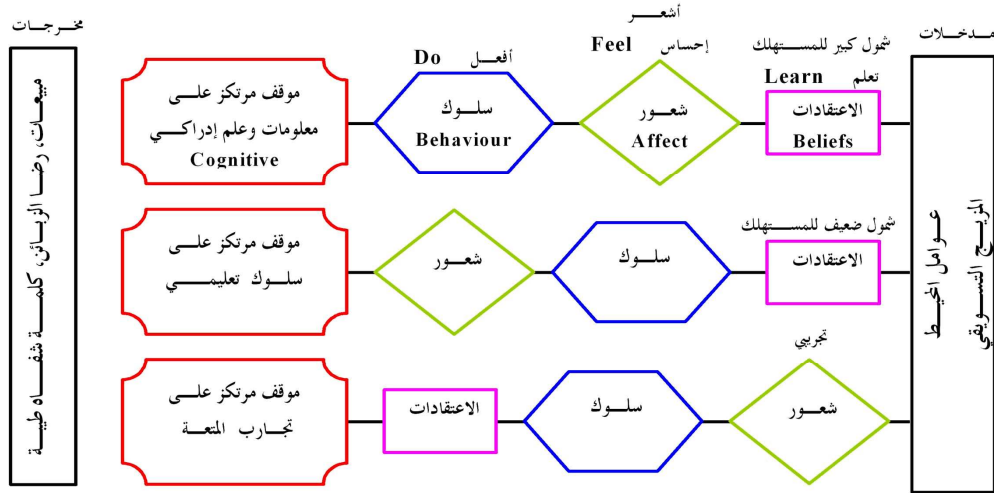 مدخلات
عوامل المحيط
المزيج التسويقي
شمول كبير للمستهلك
تعلم
Learn
الاعتقادات
Beliefs
أشعر
Feel إحساس
شعور
Affect
Do أفعل
سلوك
Behaviour
موقف مرتكز على
معلومات وعلم إدراكي
Cognitive
شمول ضعيف للمستهلك
الاعتقادات
سلوك
شعور
موقف مرتكز على
سلوك تعليمي
تجريبي
شعور
سلوك
الاعتقادات
موقف مرتكز على
تجارب المتعة
مخرجات
مبيعات، رضا الزبائن، كلمة شفاه طيبة